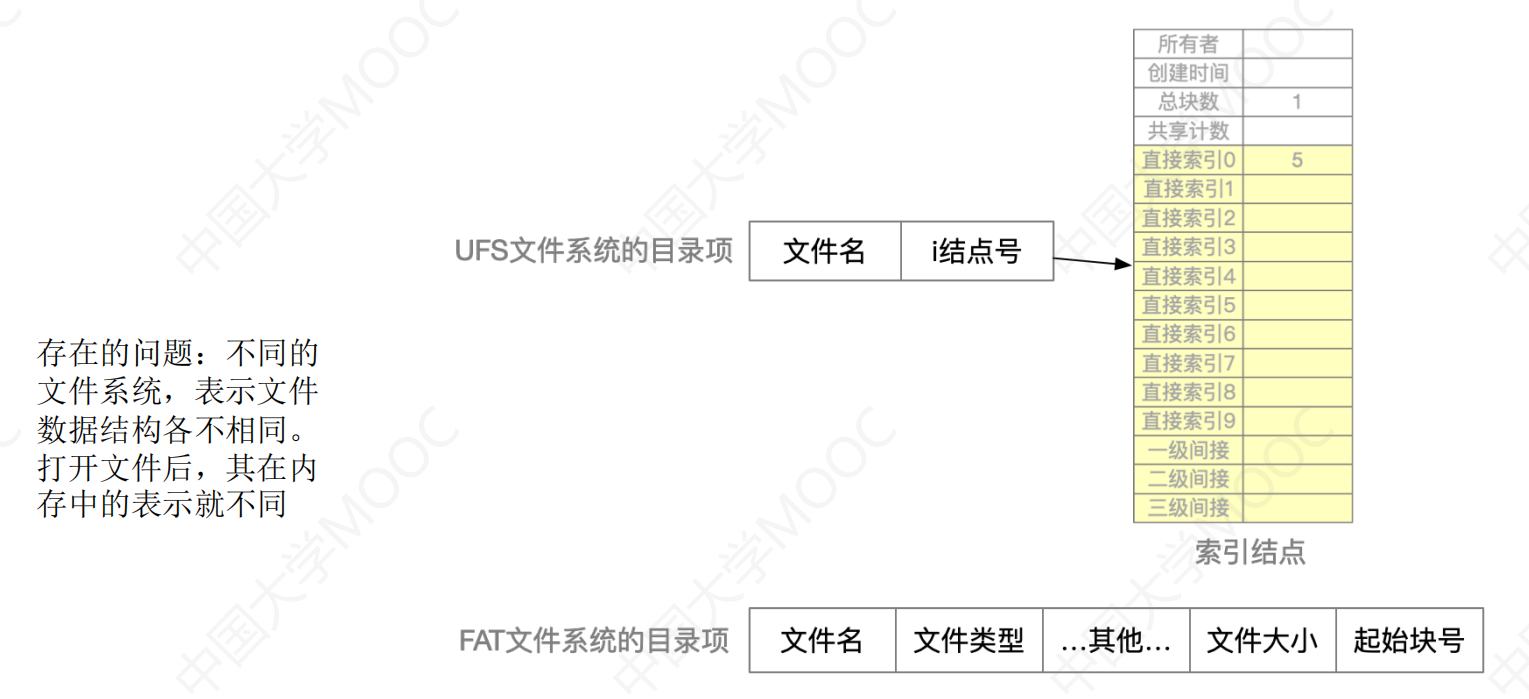 所有者
创建时间
总块数 1
共享计数
直接索引0 5
直接索引1
直接索引2
直接索引3
直接索引4
直接索引5
直接索引6
直接索引7
直接索引8
直接索引9
一级间接
二级间接
三级间接
索引结点
UFS文件系统的目录项 文件名 i结点号
存在的问题：不同的
文件系统，表示文件
数据结构各不相同。
打开文件后，其在内
存中的表示就不同
FAT文件系统的目录项 文件名 文件类型 ...其他... 文件大小 起始块号
中国大学MOOC
中国大学MOOC
中国大学MOOC
中国大学MOOC
中国大学MOOC
中国大学MOOC